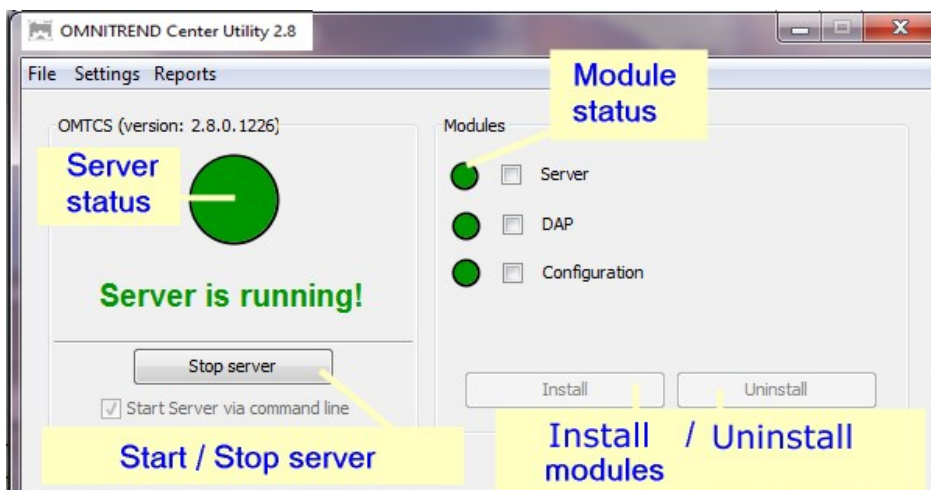 OMNITREND Center Utility 2.8
File Settings Reports
Module
status
OMTCS (version: 2.8.0.1226)
Modules
Server
status
Server
DAP
Configuration
Server is running!
Stop server
Start Server via command line
Install
Uninstall
Start / Stop server
Install / Uninstall
modules